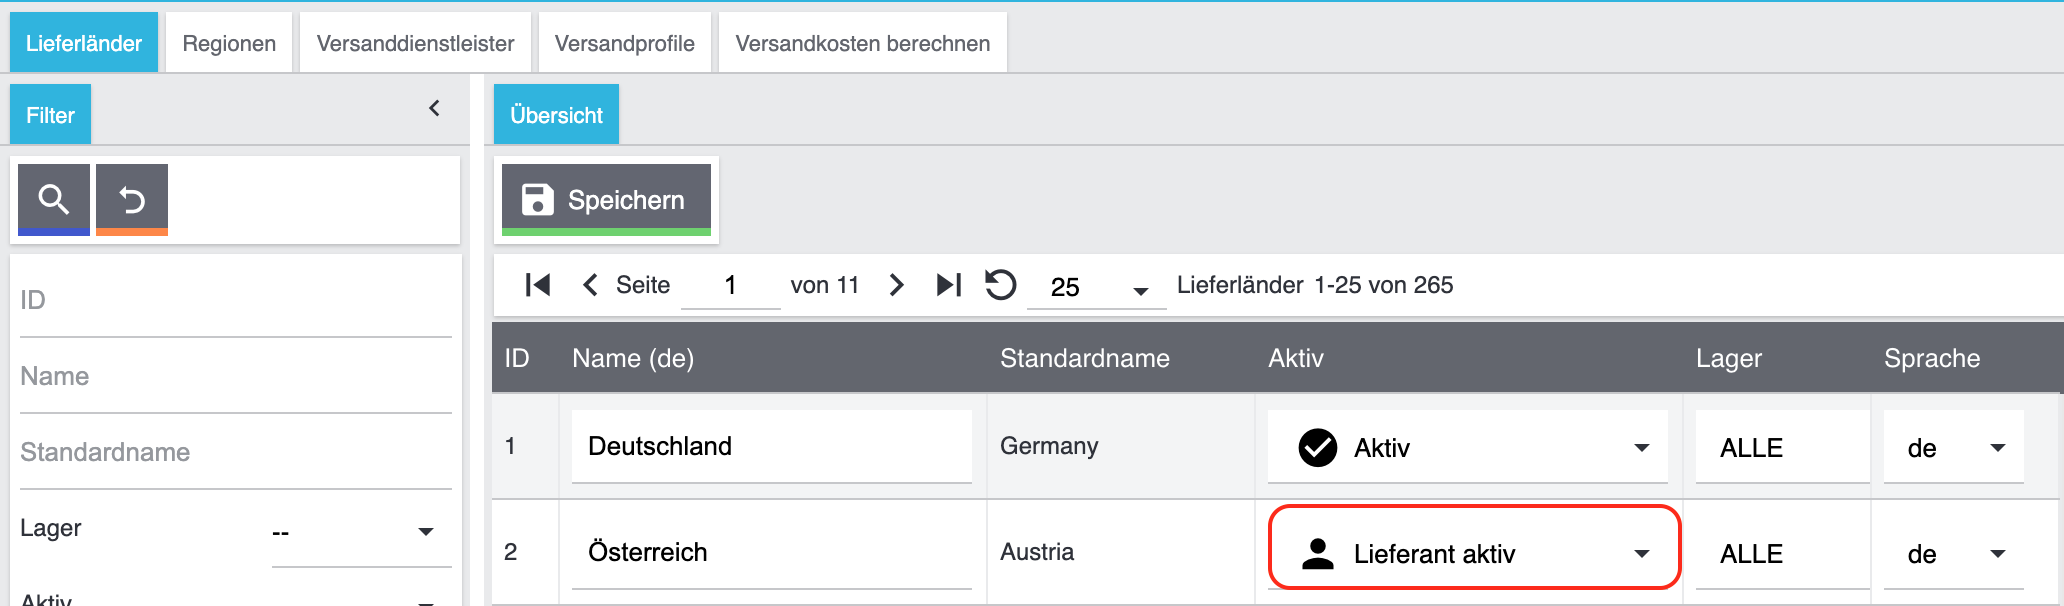 Lieferländer Regionen Versanddienstleister Versandprofile Versandkosten berechnen
Filter
Übersicht
Speichern
ID
Name
Standardname
Lager --
Aktiv
Seite 1 von 11 25 Lieferländer 1-25 von 265
ID Name (de) Standardname Aktiv Lager Sprache
1 Deutschland Germany Aktiv ALLE de
2 Österreich Austria Lieferant aktiv ALLE de